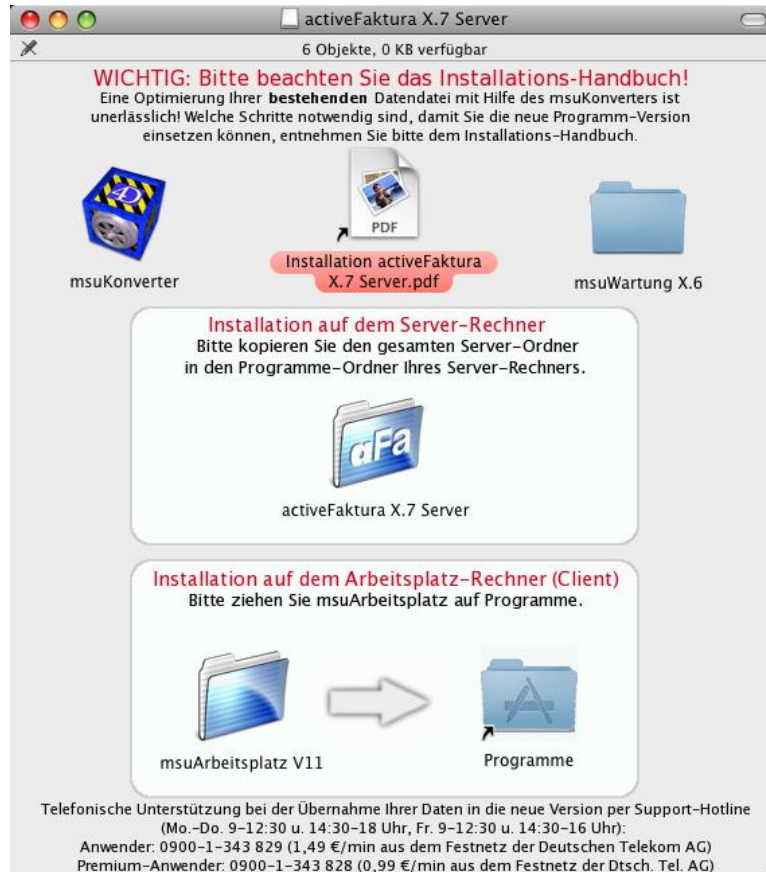 activeFaktura X.7 Server
6 Objekte, 0 KB verfügbar
WICHTIG: Bitte beachten Sie das Installations-Handbuch!
Eine Optimierung Ihrer bestehenden Datendatei mit Hilfe des msuKonverters ist
unerlässlich! Welche Schritte notwendig sind, damit Sie die neue Programm-Version
einsetzen können, entnehmen Sie bitte dem Installations-Handbuch.
4D
PDF
msuKonverter
Installation activeFaktura
X.7 Server.pdf
msuWartung X.6
Installation auf dem Server-Rechner
Bitte kopieren Sie den gesamten Server-Ordner
in den Programme-Ordner Ihres Server-Rechners.
aFa
activeFaktura X.7 Server
Installation auf dem Arbeitsplatz-Rechner (Client)
Bitte ziehen Sie msuArbeitsplatz auf Programme.
msuArbeitsplatz V11
Programme
Telefonische Unterstützung bei der Übernahme Ihrer Daten in die neue Version per Support-Hotline
(Mo.-Do. 9-12:30 u. 14:30-18 Uhr, Fr. 9-12:30 u. 14:30-16 Uhr):
Anwender: 0900-1-343 829 (1,49 €/min aus dem Festnetz der Deutschen Telekom AG)
Premium-Anwender: 0900-1-343 828 (0,99 €/min aus dem Festnetz der Dtsch. Tel. AG)